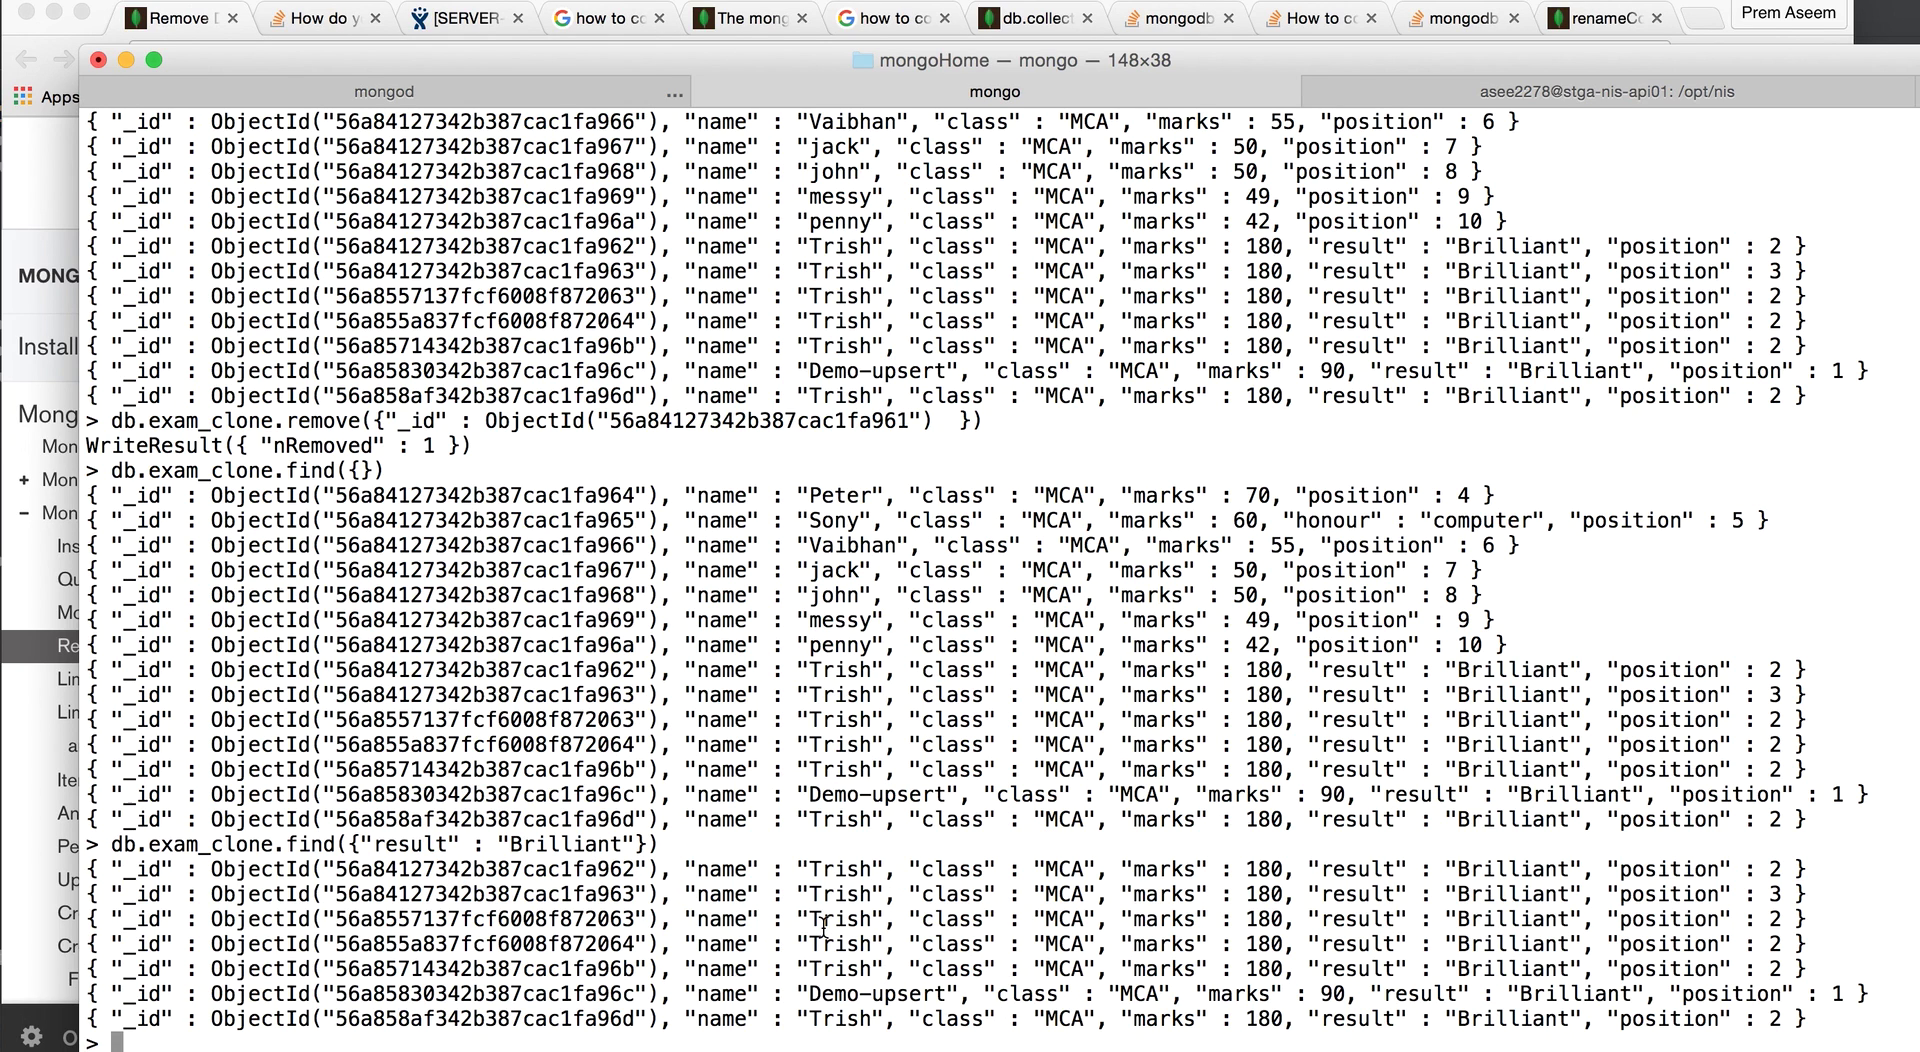 Remove D
How do y
[SERVER-
how to co
The mong
how to co
db.collect
mongodb
How to co
mongodb
renameCo
Prem Aseem
mongoHome — mongo — 148×38
Apps
mongod ...
mongo
asee2278@stga-nis-api01: /opt/nis
{ "_id" : ObjectId("56a84127342b387cac1fa966"), "name" : "Vaibhan", "class" : "MCA", "marks" : 55, "position" : 6 }
{ "_id" : ObjectId("56a84127342b387cac1fa967"), "name" : "jack", "class" : "MCA", "marks" : 50, "position" : 7 }
{ "_id" : ObjectId("56a84127342b387cac1fa968"), "name" : "john", "class" : "MCA", "marks" : 50, "position" : 8 }
{ "_id" : ObjectId("56a84127342b387cac1fa969"), "name" : "messy", "class" : "MCA", "marks" : 49, "position" : 9 }
{ "_id" : ObjectId("56a84127342b387cac1fa96a"), "name" : "penny", "class" : "MCA", "marks" : 42, "position" : 10 }
{ "_id" : ObjectId("56a84127342b387cac1fa962"), "name" : "Trish", "class" : "MCA", "marks" : 180, "result" : "Brilliant", "position" : 2 }
{ "_id" : ObjectId("56a84127342b387cac1fa963"), "name" : "Trish", "class" : "MCA", "marks" : 180, "result" : "Brilliant", "position" : 3 }
{ "_id" : ObjectId("56a8557137fcf6008f872063"), "name" : "Trish", "class" : "MCA", "marks" : 180, "result" : "Brilliant", "position" : 2 }
{ "_id" : ObjectId("56a855a837fcf6008f872064"), "name" : "Trish", "class" : "MCA", "marks" : 180, "result" : "Brilliant", "position" : 2 }
{ "_id" : ObjectId("56a85714342b387cac1fa96b"), "name" : "Trish", "class" : "MCA", "marks" : 180, "result" : "Brilliant", "position" : 2 }
{ "_id" : ObjectId("56a85830342b387cac1fa96c"), "name" : "Demo-upsert", "class" : "MCA", "marks" : 90, "result" : "Brilliant", "position" : 1 }
{ "_id" : ObjectId("56a858af342b387cac1fa96d"), "name" : "Trish", "class" : "MCA", "marks" : 180, "result" : "Brilliant", "position" : 2 }
> db.exam_clone.remove({"_id" : ObjectId("56a84127342b387cac1fa961")  })
WriteResult({ "nRemoved" : 1 })
> db.exam_clone.find({})
{ "_id" : ObjectId("56a84127342b387cac1fa964"), "name" : "Peter", "class" : "MCA", "marks" : 70, "position" : 4 }
{ "_id" : ObjectId("56a84127342b387cac1fa965"), "name" : "Sony", "class" : "MCA", "marks" : 60, "honour" : "computer", "position" : 5 }
{ "_id" : ObjectId("56a84127342b387cac1fa966"), "name" : "Vaibhan", "class" : "MCA", "marks" : 55, "position" : 6 }
{ "_id" : ObjectId("56a84127342b387cac1fa967"), "name" : "jack", "class" : "MCA", "marks" : 50, "position" : 7 }
{ "_id" : ObjectId("56a84127342b387cac1fa968"), "name" : "john", "class" : "MCA", "marks" : 50, "position" : 8 }
{ "_id" : ObjectId("56a84127342b387cac1fa969"), "name" : "messy", "class" : "MCA", "marks" : 49, "position" : 9 }
{ "_id" : ObjectId("56a84127342b387cac1fa96a"), "name" : "penny", "class" : "MCA", "marks" : 42, "position" : 10 }
{ "_id" : ObjectId("56a84127342b387cac1fa962"), "name" : "Trish", "class" : "MCA", "marks" : 180, "result" : "Brilliant", "position" : 2 }
{ "_id" : ObjectId("56a84127342b387cac1fa963"), "name" : "Trish", "class" : "MCA", "marks" : 180, "result" : "Brilliant", "position" : 3 }
{ "_id" : ObjectId("56a8557137fcf6008f872063"), "name" : "Trish", "class" : "MCA", "marks" : 180, "result" : "Brilliant", "position" : 2 }
{ "_id" : ObjectId("56a855a837fcf6008f872064"), "name" : "Trish", "class" : "MCA", "marks" : 180, "result" : "Brilliant", "position" : 2 }
{ "_id" : ObjectId("56a85714342b387cac1fa96b"), "name" : "Trish", "class" : "MCA", "marks" : 180, "result" : "Brilliant", "position" : 2 }
{ "_id" : ObjectId("56a85830342b387cac1fa96c"), "name" : "Demo-upsert", "class" : "MCA", "marks" : 90, "result" : "Brilliant", "position" : 1 }
{ "_id" : ObjectId("56a858af342b387cac1fa96d"), "name" : "Trish", "class" : "MCA", "marks" : 180, "result" : "Brilliant", "position" : 2 }
> db.exam_clone.find({"result" : "Brilliant"})
{ "_id" : ObjectId("56a84127342b387cac1fa962"), "name" : "Trish", "class" : "MCA", "marks" : 180, "result" : "Brilliant", "position" : 2 }
{ "_id" : ObjectId("56a84127342b387cac1fa963"), "name" : "Trish", "class" : "MCA", "marks" : 180, "result" : "Brilliant", "position" : 3 }
{ "_id" : ObjectId("56a8557137fcf6008f872063"), "name" : "Trish", "class" : "MCA", "marks" : 180, "result" : "Brilliant", "position" : 2 }
{ "_id" : ObjectId("56a855a837fcf6008f872064"), "name" : "Trish", "class" : "MCA", "marks" : 180, "result" : "Brilliant", "position" : 2 }
{ "_id" : ObjectId("56a85714342b387cac1fa96b"), "name" : "Trish", "class" : "MCA", "marks" : 180, "result" : "Brilliant", "position" : 2 }
{ "_id" : ObjectId("56a85830342b387cac1fa96c"), "name" : "Demo-upsert", "class" : "MCA", "marks" : 90, "result" : "Brilliant", "position" : 1 }
{ "_id" : ObjectId("56a858af342b387cac1fa96d"), "name" : "Trish", "class" : "MCA", "marks" : 180, "result" : "Brilliant", "position" : 2 }
>
MONG
Install
Mong
Mon
+ Mon
− Mon
Ins
Qu
Mo
Re
Lin
Lin
a
Ite
An
Pe
Up
Cr
Cr
F
O